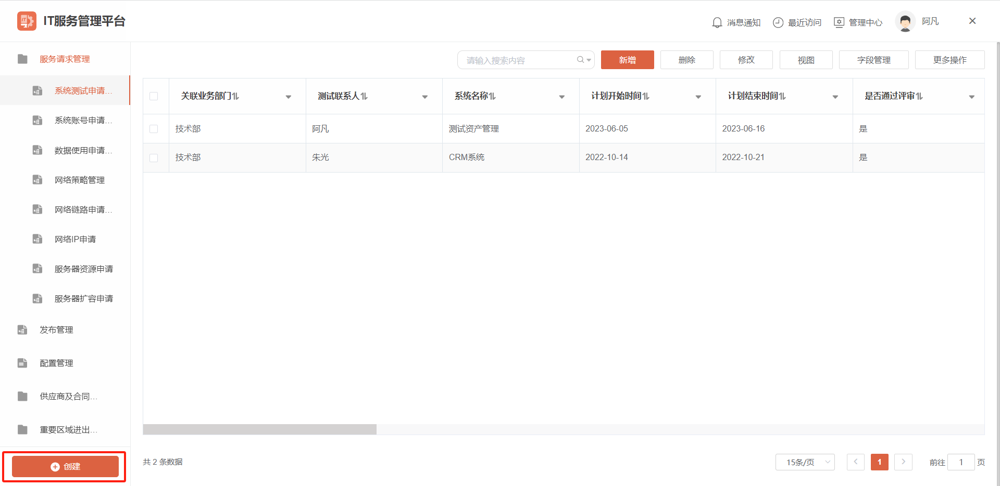 IT服务管理平台
消息通知
最近访问
管理中心
阿凡
服务请求管理
系统测试申请...
系统账号申请...
数据使用申请...
网络策略管理
网络链路申请...
网络IP申请
服务器资源申请
服务器扩容申请
发布管理
配置管理
供应商及合同...
重要区域进出...
创建
请输入搜索内容
新增
删除
修改
视图
字段管理
更多操作
关联业务部门 测试联系人 系统名称 计划开始时间 计划结束时间 是否通过评审
技术部 阿凡 测试资产管理 2023-06-05 2023-06-16 是
技术部 朱光 CRM系统 2022-10-14 2022-10-21 是
共 2 条数据
15条/页
1
前往 1 页